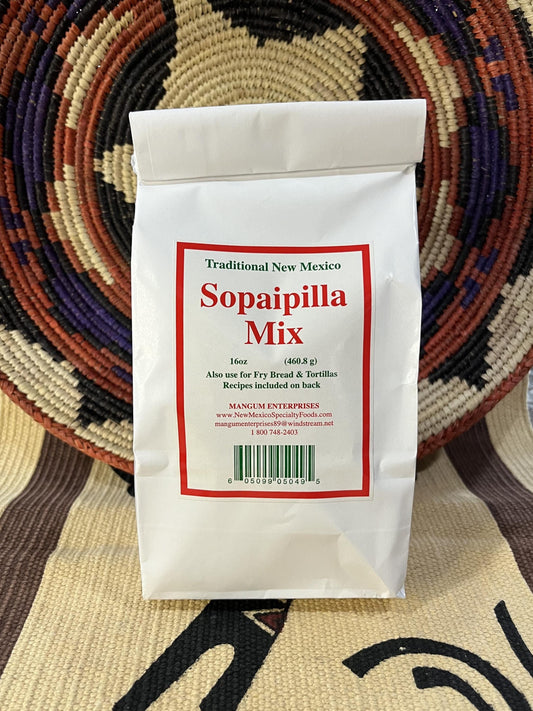 Traditional New Mexico
Sopaipilla
Mix
16oz (460.8 g)
Also use for Fry Bread & Tortillas
Recipes included on back
MANGUM ENTERPRISES
www.NewMexicoSpecialtyFoods.com
mangumenterprises89@windstream.net
1 800 748-2403
6 05099 05049 5